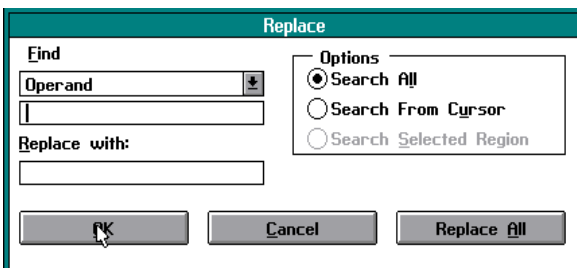 Replace
Find
Operand
Replace with:
Options
Search All
Search From Cursor
Search Selected Region
OK
Cancel
Replace All